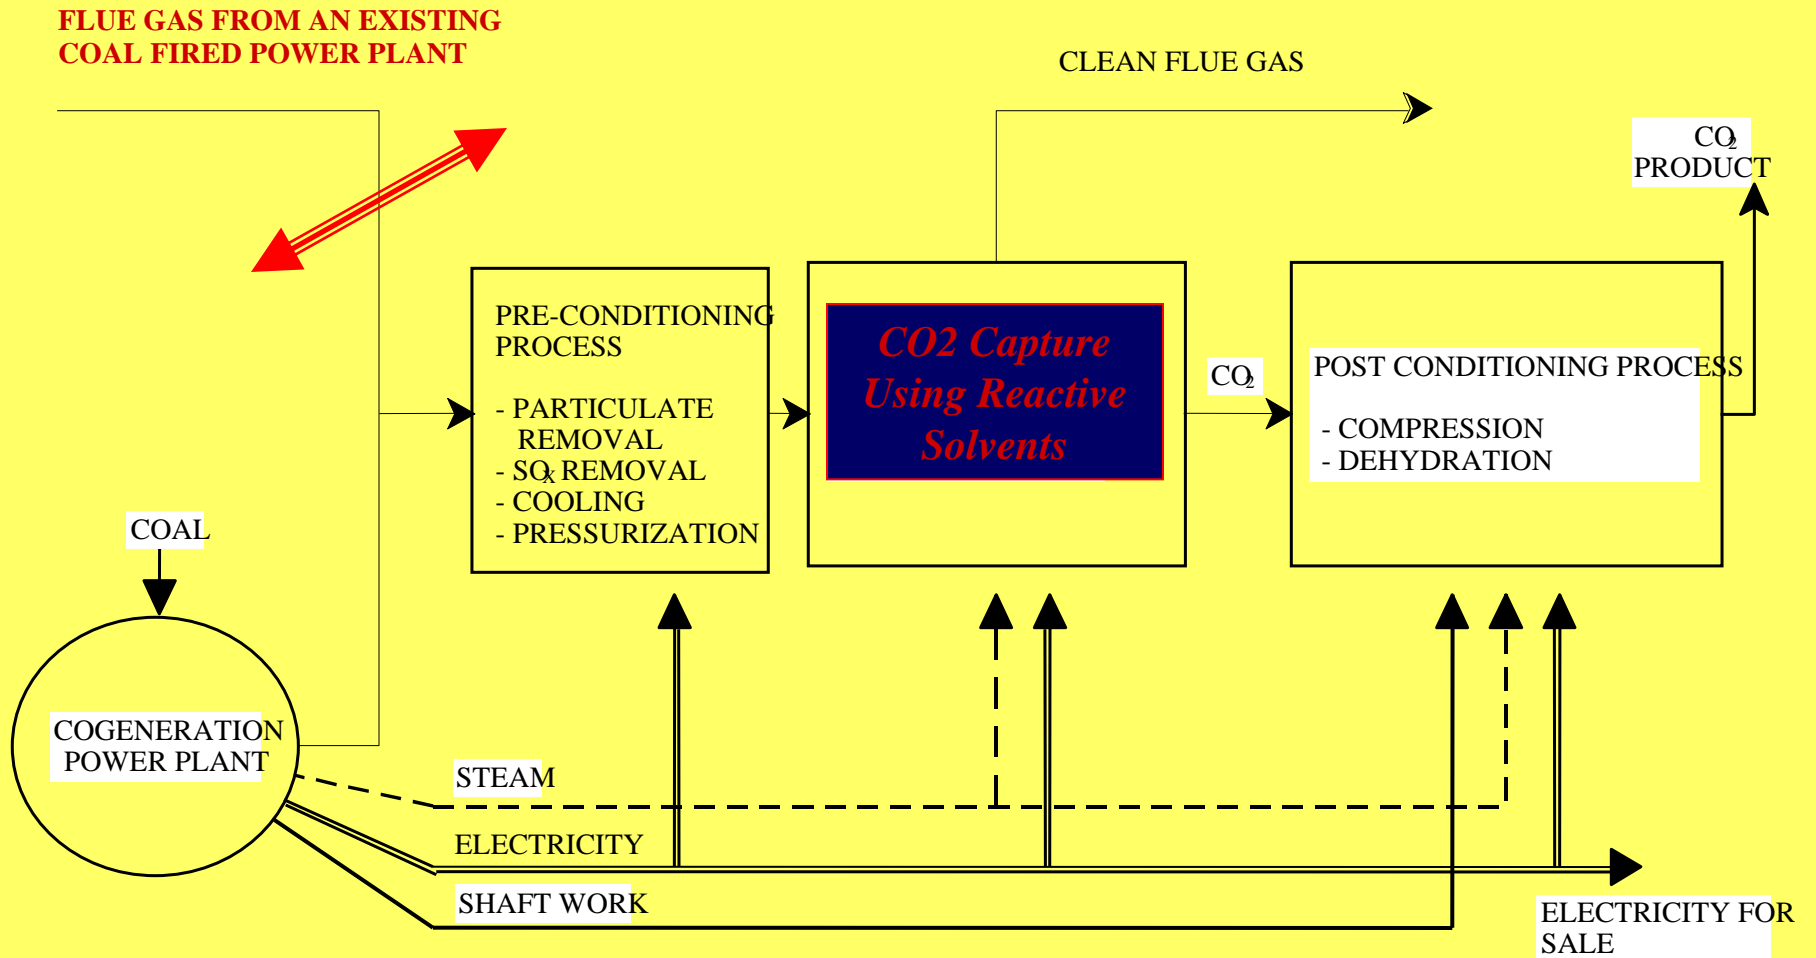 FLUE GAS FROM AN EXISTING
COAL FIRED POWER PLANT
CLEAN FLUE GAS
CO2
PRODUCT
PRE-CONDITIONING
PROCESS
- PARTICULATE
REMOVAL
- SOX REMOVAL
- COOLING
- PRESSURIZATION
CO2 Capture
Using Reactive
Solvents
CO2
POST CONDITIONING PROCESS
- COMPRESSION
- DEHYDRATION
COAL
COGENERATION
POWER PLANT
STEAM
ELECTRICITY
SHAFT WORK
ELECTRICITY FOR
SALE